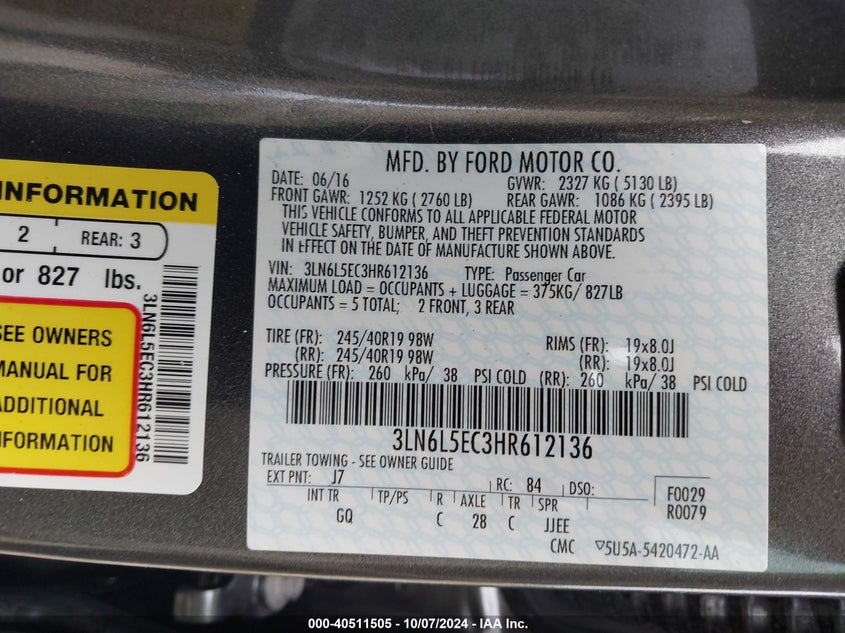 INFORMATION
2 REAR: 3
or 827 lbs.
SEE OWNERS
MANUAL FOR
ADDITIONAL
INFORMATION
3LN6L5EC3HR612136
MFD. BY FORD MOTOR CO.
DATE: 06/16 GVWR: 2327 KG ( 5130 LB)
FRONT GAWR: 1252 KG ( 2760 LB) REAR GAWR: 1086 KG ( 2395 LB)
THIS VEHICLE CONFORMS TO ALL APPLICABLE FEDERAL MOTOR
VEHICLE SAFETY, BUMPER, AND THEFT PREVENTION STANDARDS
IN EFFECT ON THE DATE OF MANUFACTURE SHOWN ABOVE.
VIN: 3LN6L5EC3HR612136 TYPE: Passenger Car
MAXIMUM LOAD = OCCUPANTS + LUGGAGE = 375KG/ 827LB
OCCUPANTS = 5 TOTAL; 2 FRONT, 3 REAR
TIRE (FR): 245/40R19 98W RIMS (FR): 19x8.0J
(RR): 245/40R19 98W (RR): 19x8.0J
PRESSURE (FR): 260 kPa/ 38 PSI COLD (RR): 260 kPa/ 38 PSI COLD
3LN6L5EC3HR612136
TRAILER TOWING - SEE OWNER GUIDE
EXT PNT: J7 RC: 84 DSO: F0029
INT TR TP/PS R AXLE TR SPR R0079
GQ C 28 C JJEE
CMC ▽5U5A-5420472-AA
000-40511505 - 10/07/2024 - IAA Inc.